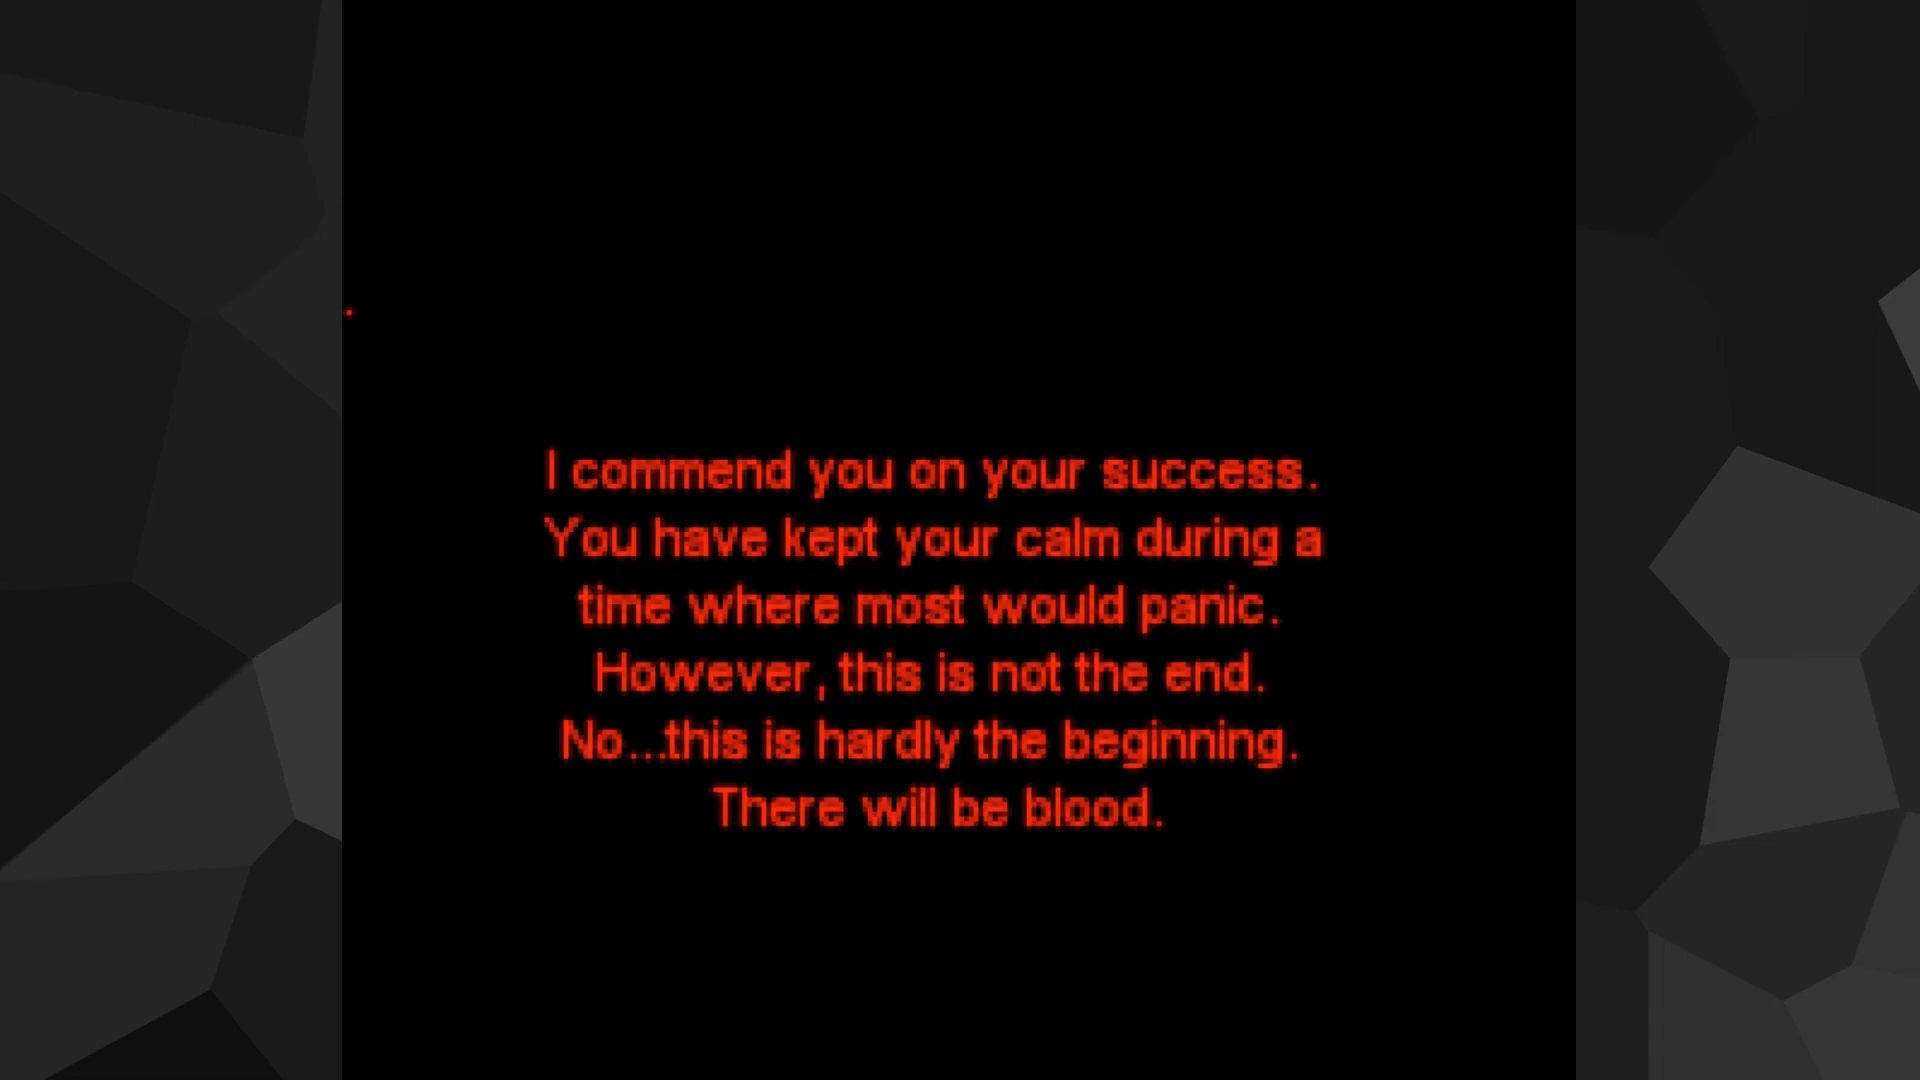 I commend you on your success.
You have kept your calm during a
time where most would panic.
However, this is not the end.
No...this is hardly the beginning.
There will be blood.